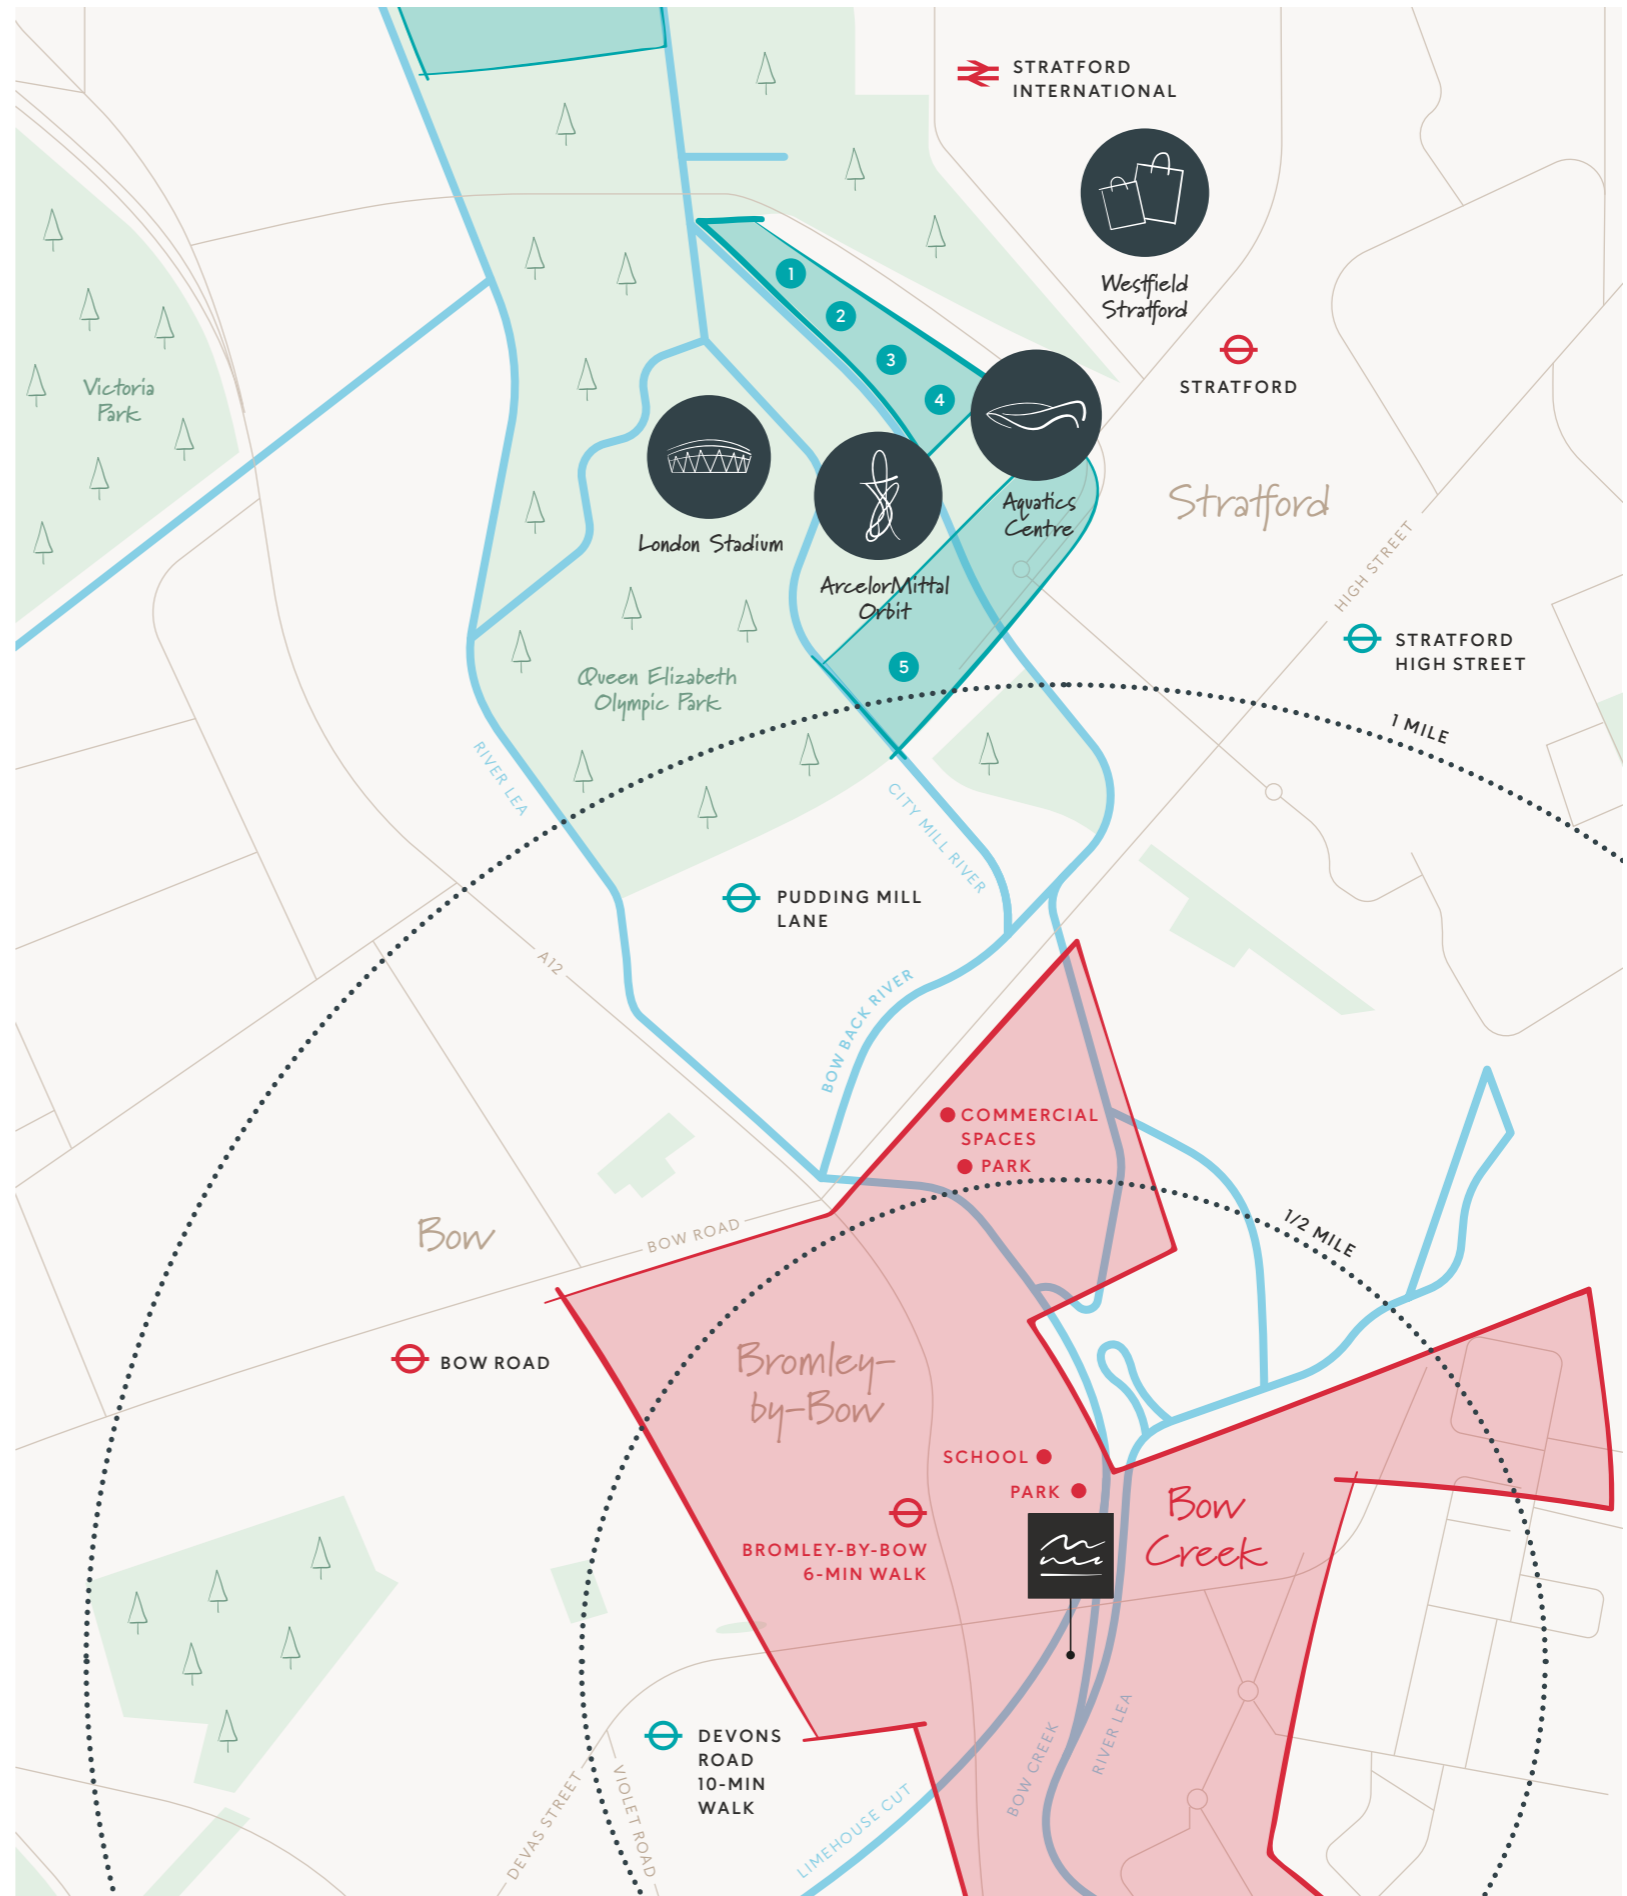 STRATFORD
INTERNATIONAL
Westfield
Stratford
STRATFORD
1
2
3
4
Victoria
Park
London Stadium
Aquatics
Centre
Stratford
ArcelorMittal
Orbit
HIGH STREET
STRATFORD
HIGH STREET
5
Queen Elizabeth
Olympic Park
1 MILE
RIVER LEA
CITY MILL RIVER
PUDDING MILL
LANE
A12
BOW BACK RIVER
COMMERCIAL
SPACES
PARK
Bow
BOW ROAD
1/2 MILE
BOW ROAD
Bromley-
by-Bow
SCHOOL
PARK
Bow
Creek
BROMLEY-BY-BOW
6-MIN WALK
DEVONS
ROAD
10-MIN
WALK
DEVAS STREET
VIOLET ROAD
LIMEHOUSE CUT
BOW CREEK
RIVER LEA